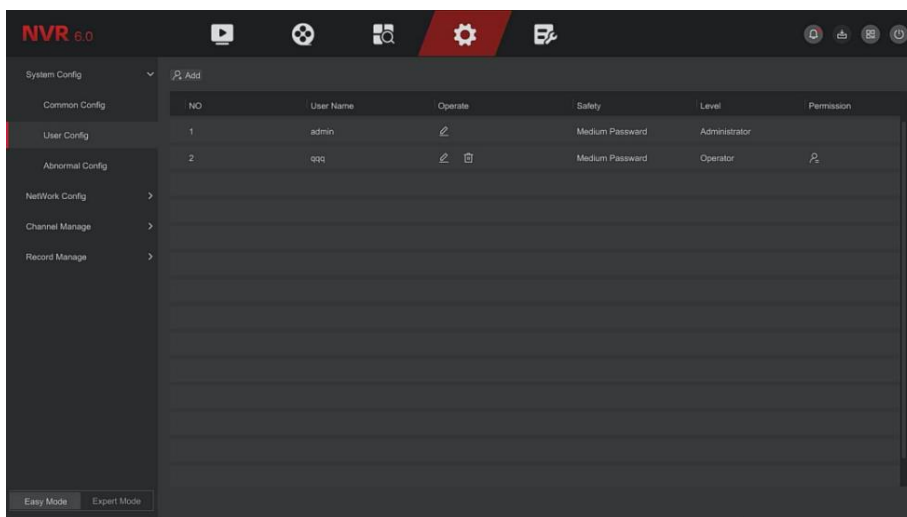 NVR 6.0
System Config
Add
Common Config
NO User Name Operate Safety Level Permission
User Config
1 admin Medium Passward Administrator
Abnormal Config
2 qqq Medium Passward Operator
NetWork Config
Channel Manage
Record Manage
Easy Mode Expert Mode